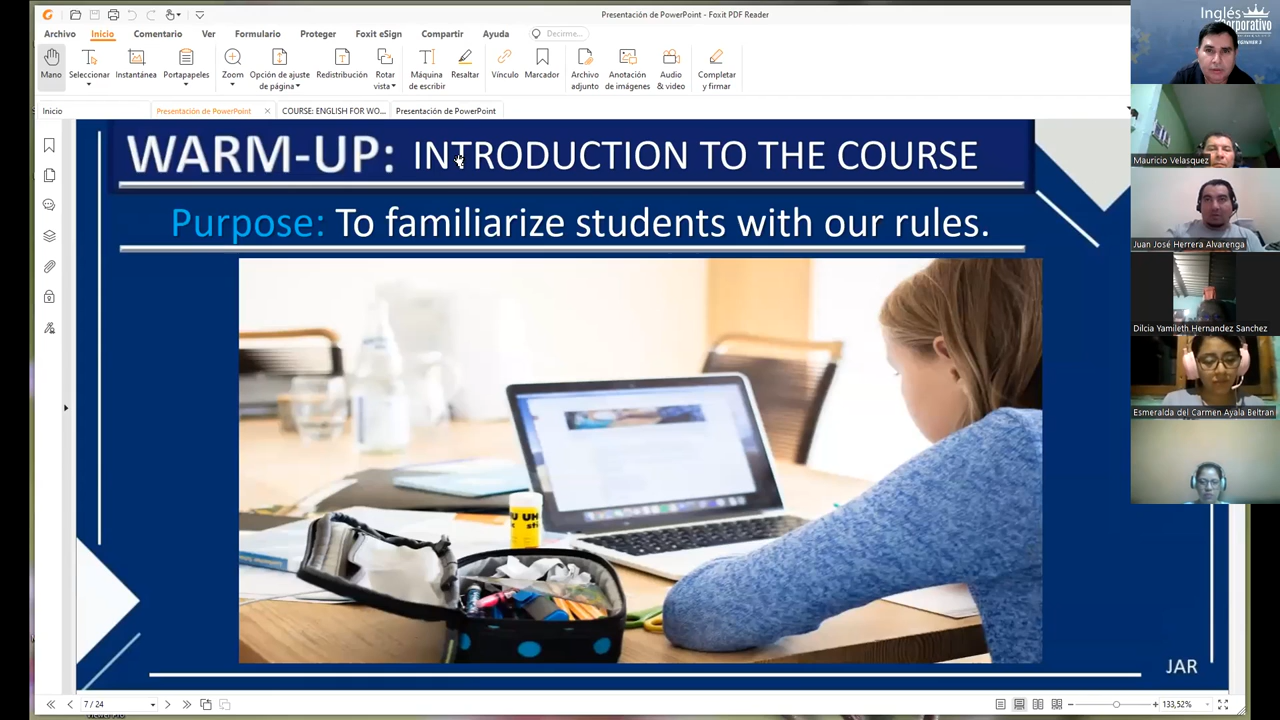 Presentación de PowerPoint - Foxit PDF Reader
Archivo Inicio Comentario Ver Formulario Proteger Foxit eSign Compartir Ayuda Decirme...
Mano Seleccionar Instantánea Portapapeles Zoom Opción de ajuste de página Redistribución Rotar vista Máquina de escribir Resaltar Vínculo Marcador Archivo adjunto Anotación de imágenes Audio & video Completar y firmar
Inicio Presentación de PowerPoint COURSE: ENGLISH FOR WO... Presentación de PowerPoint
WARM-UP: INTRODUCTION TO THE COURSE
Purpose: To familiarize students with our rules.
UHU
JAR
7 / 24
133,52%
Inglés
Mauricio Velasquez
Juan José Herrera Alvarenga
Dilcia Yamileth Hernandez Sanchez
Esmeralda del Carmen Ayala Beltran